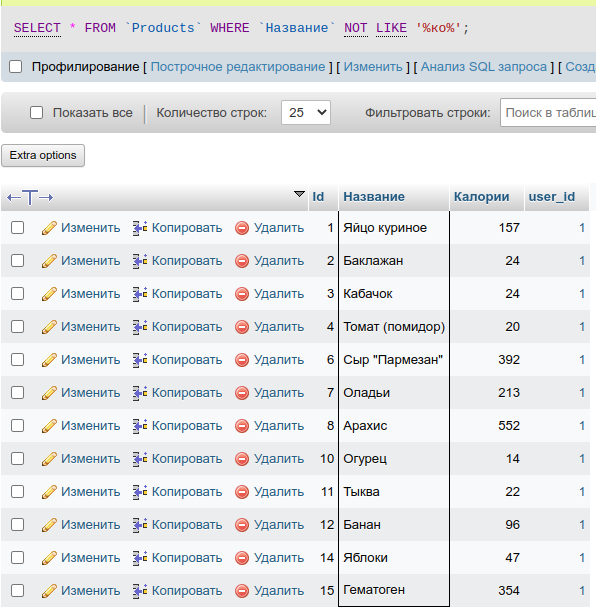 SELECT * FROM `Products` WHERE `Название` NOT LIKE '%ко%';
Профилирование [ Построчное редактирование ] [ Изменить ] [ Анализ SQL запроса ] [ Созд
Показать все Количество строк: 25 Фильтровать строки: Поиск в таблиц
Extra options
Id Название Калории user_id
Изменить Копировать Удалить 1 Яйцо куриное 157 1
Изменить Копировать Удалить 2 Баклажан 24 1
Изменить Копировать Удалить 3 Кабачок 24 1
Изменить Копировать Удалить 4 Томат (помидор) 20 1
Изменить Копировать Удалить 6 Сыр "Пармезан" 392 1
Изменить Копировать Удалить 7 Оладьи 213 1
Изменить Копировать Удалить 8 Арахис 552 1
Изменить Копировать Удалить 10 Огурец 14 1
Изменить Копировать Удалить 11 Тыква 22 1
Изменить Копировать Удалить 12 Банан 96 1
Изменить Копировать Удалить 14 Яблоки 47 1
Изменить Копировать Удалить 15 Гематоген 354 1